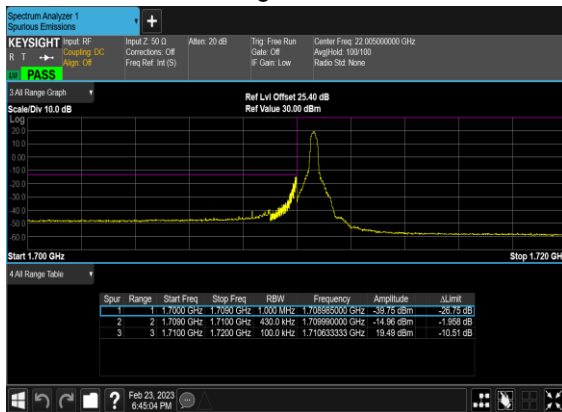 Spectrum Analyzer 1
Spurious Emissions
+
KEYSIGHT Input: RF Input Z: 50 Ω Atten: 20 dB Trig: Free Run Center Freq: 22.005000000 GHz
R T Coupling: DC Corrections: Off Gate: Off Avg|Hold: 100/100
Align: Off Freq Ref: Int (S) IF Gain: Low Radio Std: None
PASS
3 All Range Graph
Ref Lvl Offset 25.40 dB
Scale/Div 10.0 dB Ref Value 30.00 dBm
Log
20.0
10.0
0.00
-10.0
-20.0
-30.0
-40.0
-50.0
-60.0
Start 1.700 GHz Stop 1.720 GH
4 All Range Table
Spur Range Start Freq Stop Freq RBW Frequency Amplitude ΔLimit
1 1 1.7000 GHz 1.7090 GHz 1.000 MHz 1.708985000 GHz -39.75 dBm -26.75 dB
2 2 1.7090 GHz 1.7100 GHz 430.0 kHz 1.709990000 GHz -14.96 dBm -1.958 dB
3 3 1.7100 GHz 1.7200 GHz 100.0 kHz 1.710633333 GHz 19.49 dBm -10.51 dB
? Feb 23, 2023
6:45:04 PM